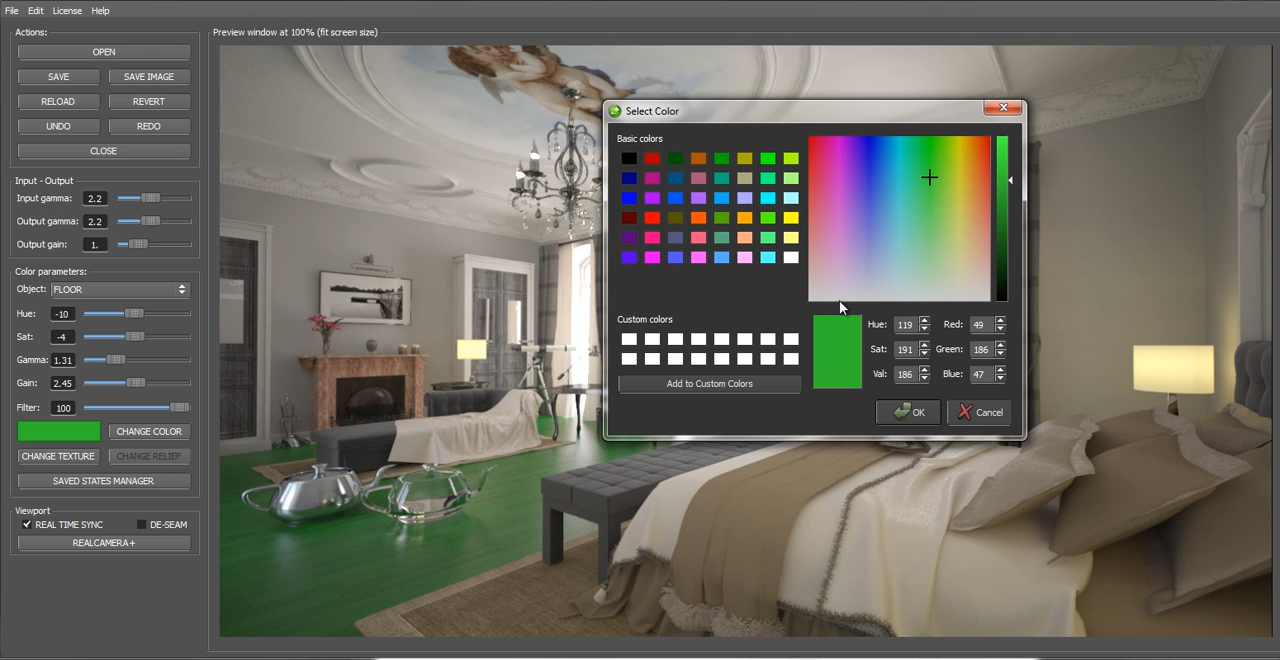 File Edit License Help
Actions:
OPEN
SAVE SAVE IMAGE
RELOAD REVERT
UNDO REDO
CLOSE
Input - Output
Input gamma: 2.2
Output gamma: 2.2
Output gain: 1.
Color parameters:
Object: FLOOR
Hue: -10
Sat: -4
Gamma: 1.31
Gain: 2.45
Filter: 100
CHANGE COLOR
CHANGE TEXTURE CHANGE RELIEF
SAVED STATES MANAGER
Viewport
REAL TIME SYNC DE-SEAM
REALCAMERA+
Preview window at 100% (fit screen size)
Select Color
Basic colors
Custom colors
Add to Custom Colors
Hue: 119 Red: 49
Sat: 191 Green: 186
Val: 186 Blue: 47
OK Cancel